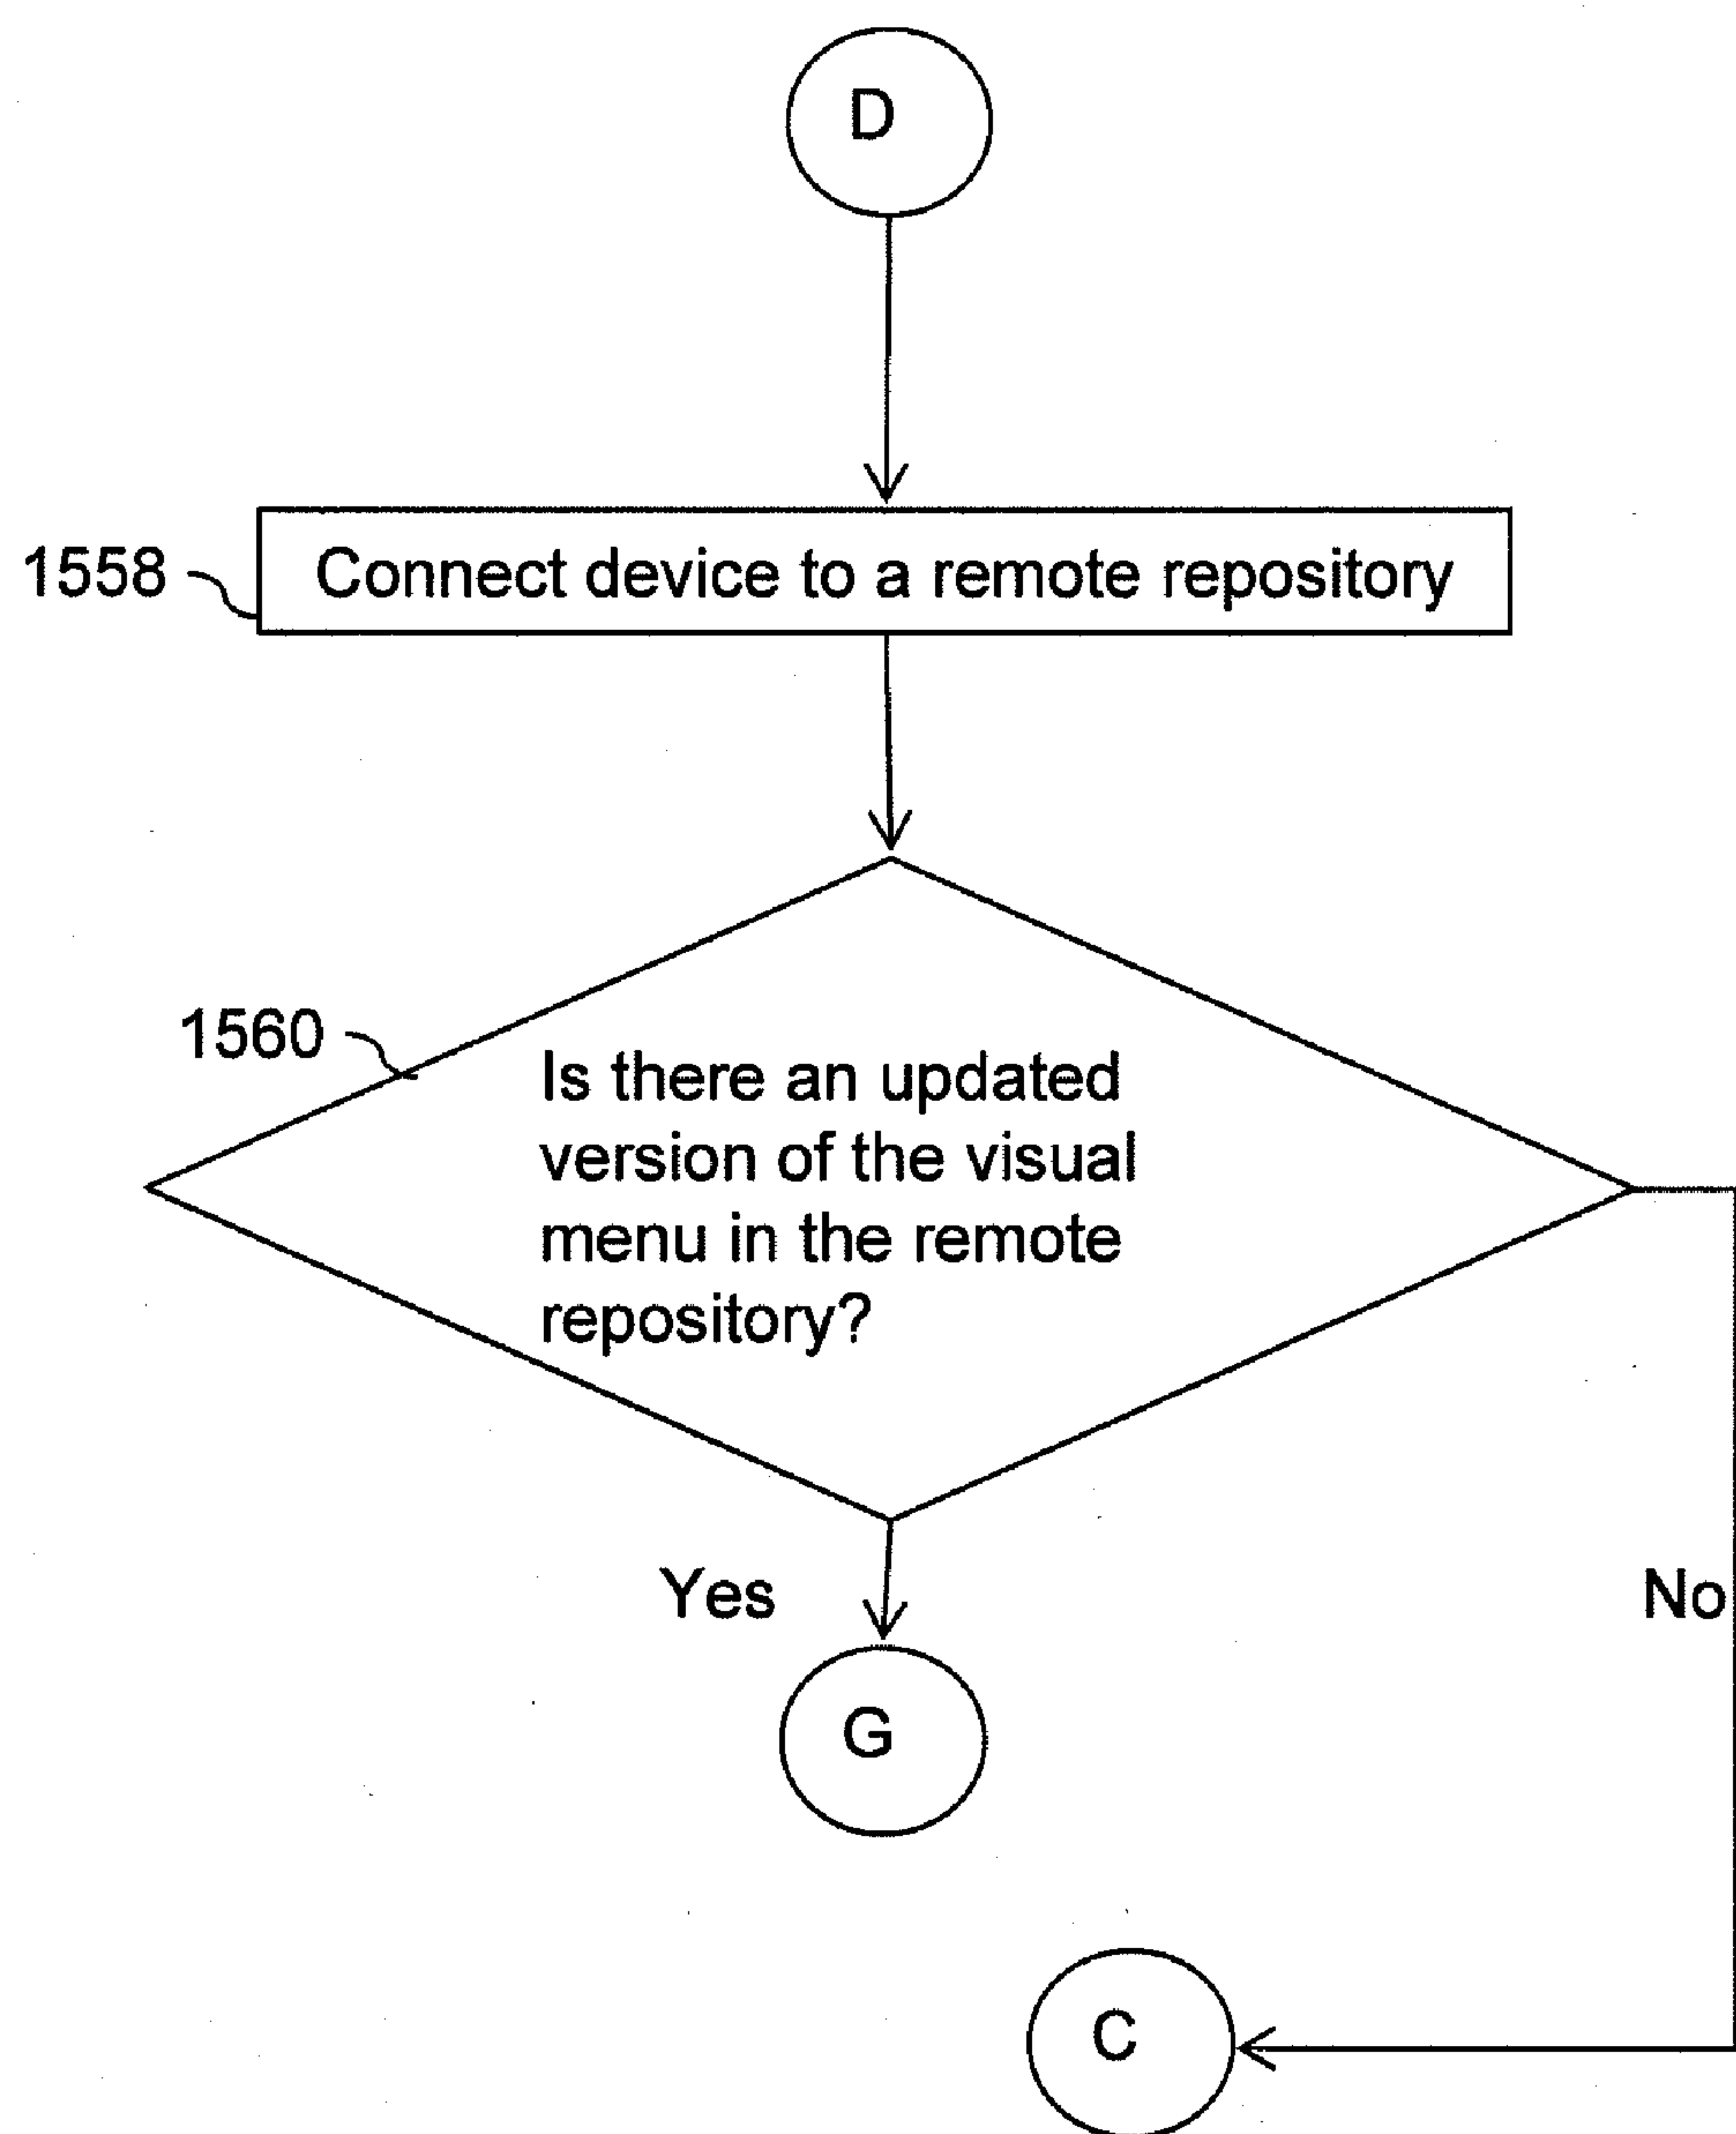 D
1558
Connect device to a remote repository
1560
Is there an updated
version of the visual
menu in the remote
repository?
Yes
No
G
C